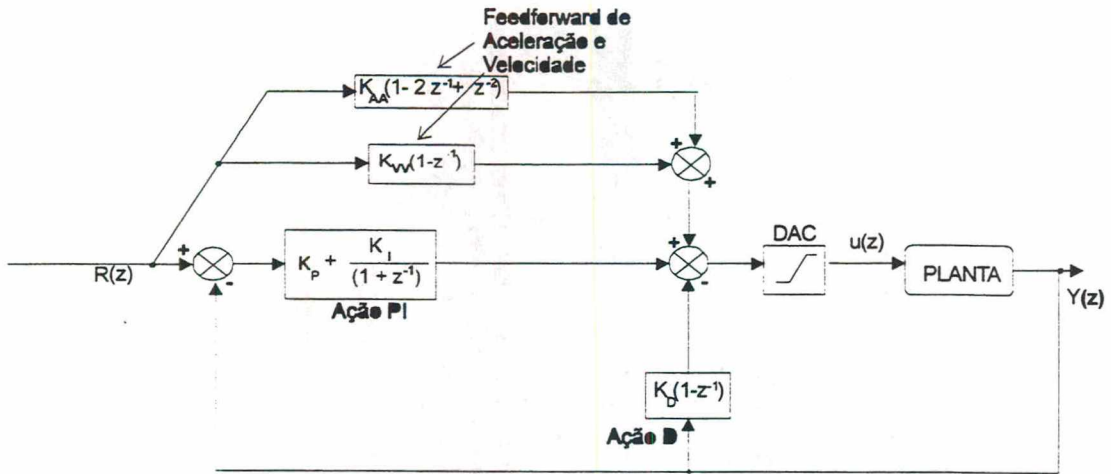 Feedforward de
Aceleração e
Velocidade
K_AA(1- 2 z⁻¹+ z⁻²)
K_VV(1-z⁻¹)
+
+
+
R(z)
-
K_P + K_I / (1 + z⁻¹)
Ação PI
+
-
DAC
u(z)
PLANTA
Y(z)
K_D(1-z⁻¹)
Ação D